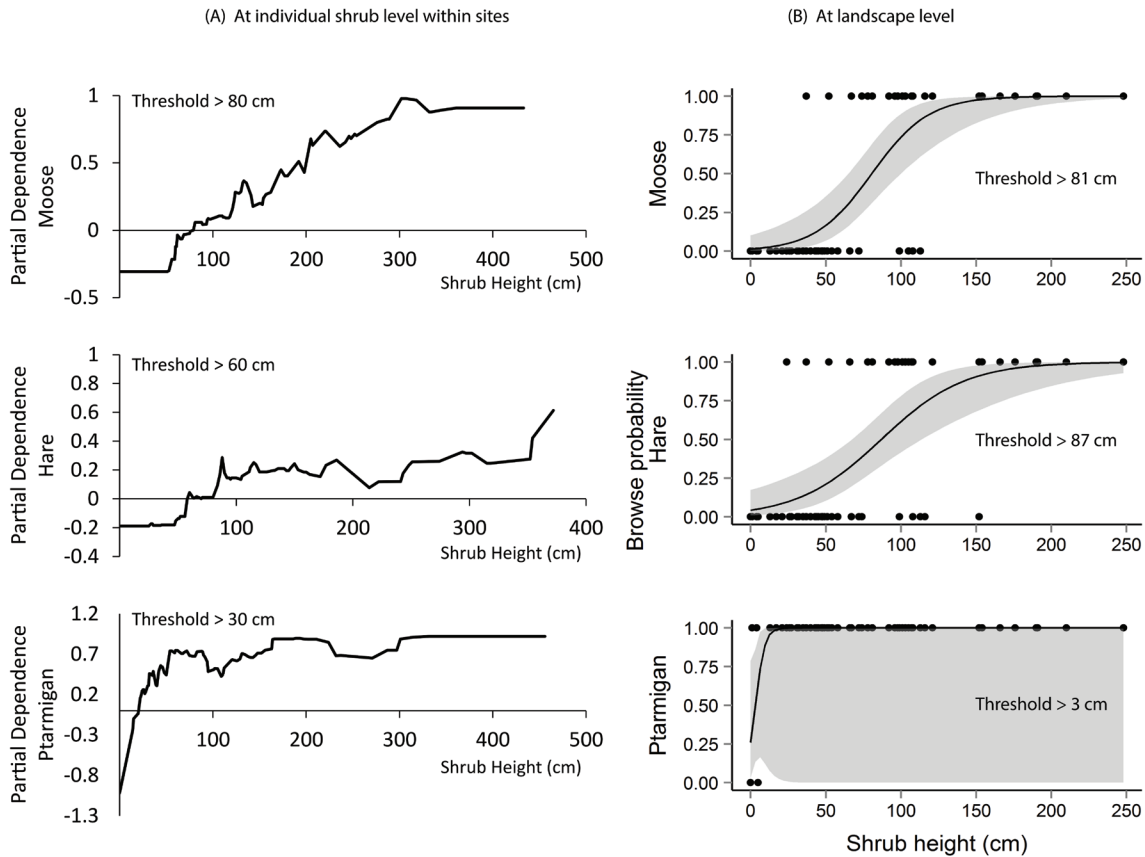 (A) At individual shrub level within sites
(B) At landscape level
Partial Dependence
Moose
Threshold > 80 cm
1
0.5
0
-0.5
100 200 300 400 500
Shrub Height (cm)
Moose
1.00
0.75
0.50
0.25
0.00
Threshold > 81 cm
0 50 100 150 200 250
Partial Dependence
Hare
Threshold > 60 cm
1
0.8
0.6
0.4
0.2
0
-0.2
-0.4
100 200 300 400
Shrub Height (cm)
Browse probability
Hare
1.00
0.75
0.50
0.25
0.00
Threshold > 87 cm
0 50 100 150 200 250
Partial Dependence
Ptarmigan
Threshold > 30 cm
1.2
0.7
0.2
-0.3
-0.8
-1.3
100 200 300 400 500
Shrub Height (cm)
Ptarmigan
1.00
0.75
0.50
0.25
0.00
Threshold > 3 cm
0 50 100 150 200 250
Shrub height (cm)